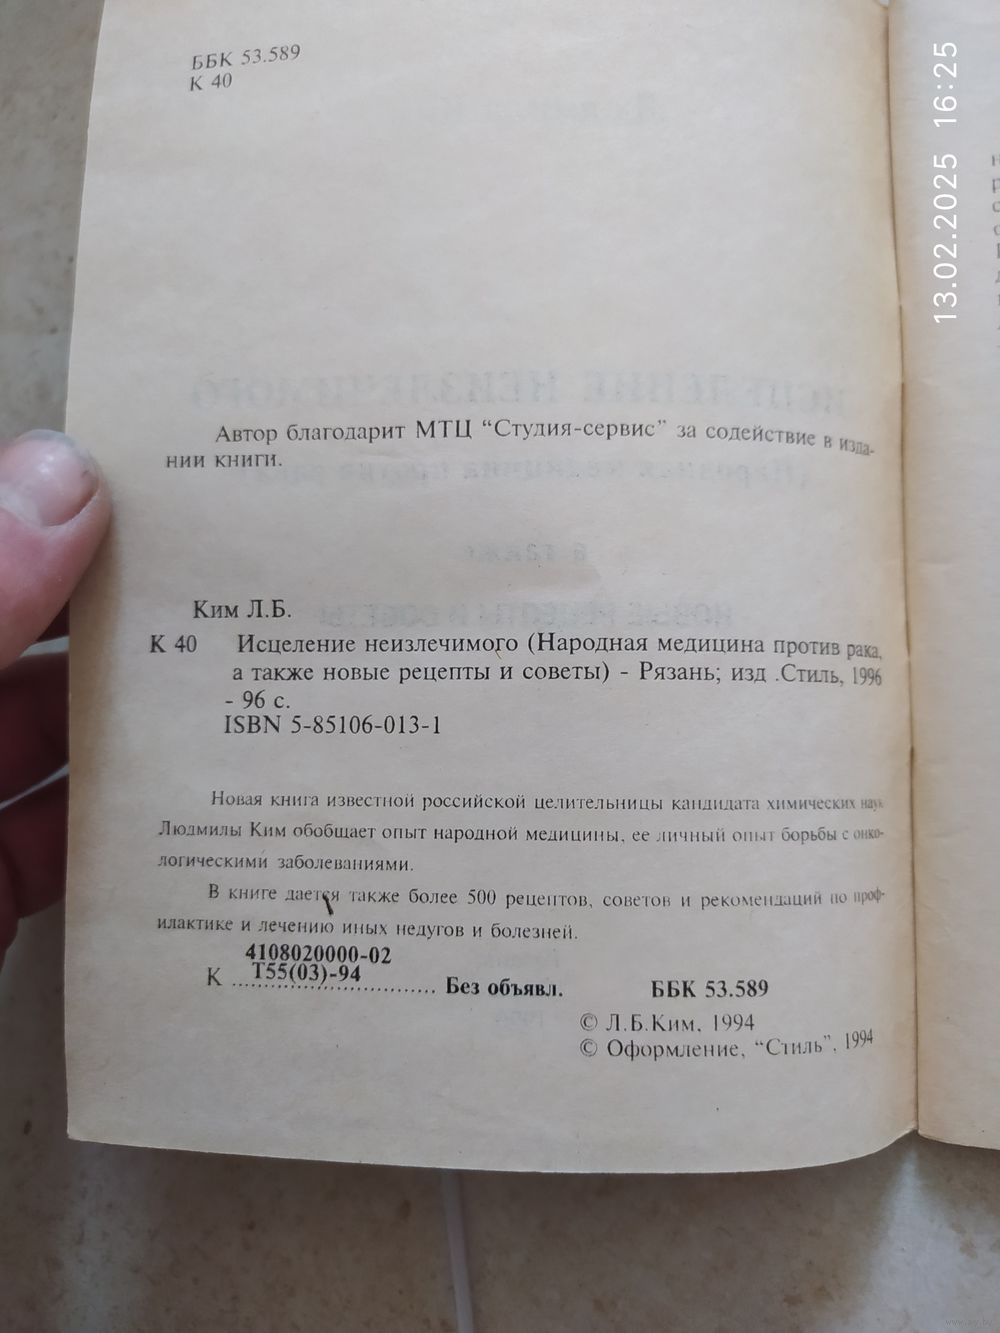 ББК 53.589
К 40
Автор благодарит МТЦ “Студия-сервис” за содействие в изда-
нии книги.
Ким Л.Б.
К 40 Исцеление неизлечимого (Народная медицина против рака,
а также новые рецепты и советы) - Рязань; изд .Стиль, 1996
- 96 с.
ISBN 5-85106-013-1
Новая книга известной российской целительницы кандидата химических наук
Людмилы Ким обобщает опыт народной медицины, ее личный опыт борьбы с онко-
логическими заболеваниями.
В книге дается также более 500 рецептов, советов и рекомендаций по проф-
илактике и лечению иных недугов и болезней.
4108020000-02
К Т55(03)-94 Без объявл. ББК 53.589
© Л.Б.Ким, 1994
© Оформление, “Стиль”, 1994
13.02.2025 16:25